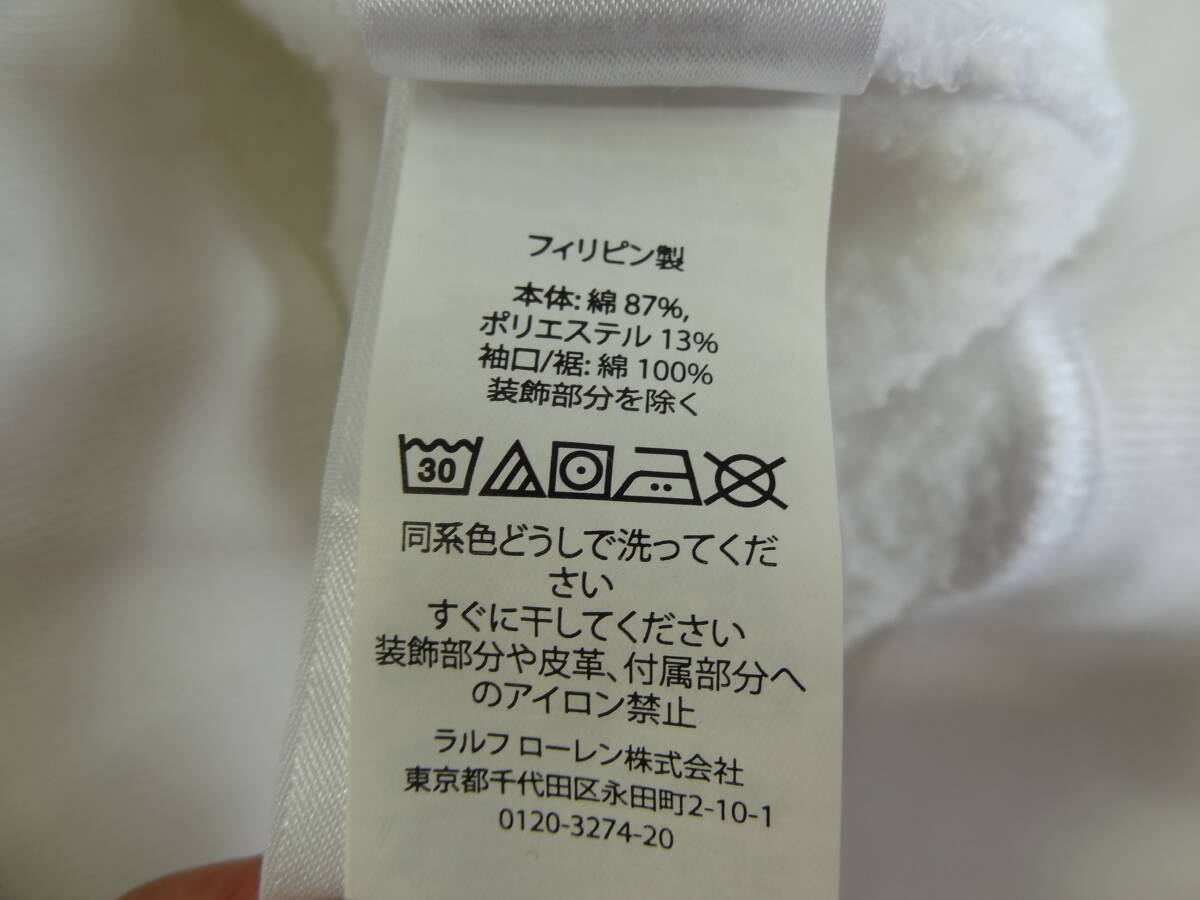 フィリピン製
本体: 綿 87%,
ポリエステル 13%
袖口/裾: 綿 100%
装飾部分を除く
30
同系色どうしで洗ってくだ
さい
すぐに干してください
装飾部分や皮革、付属部分へ
のアイロン禁止
ラルフ ローレン株式会社
東京都千代田区永田町2-10-1
0120-3274-20